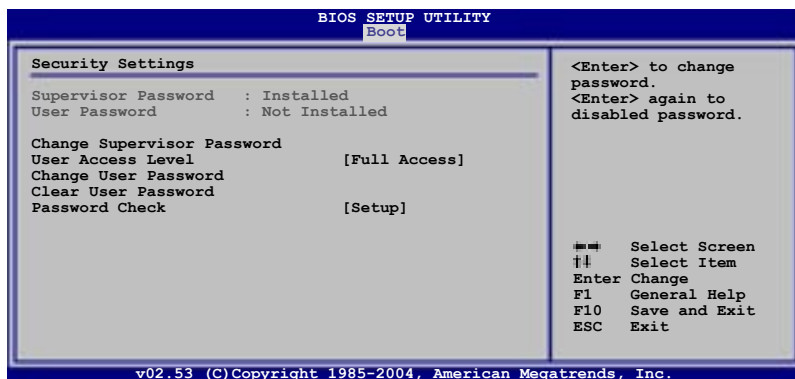 BIOS SETUP UTILITY
Boot
Security Settings
Supervisor Password : Installed
User Password : Not Installed
Change Supervisor Password
User Access Level [Full Access]
Change User Password
Clear User Password
Password Check [Setup]
<Enter> to change
password.
<Enter> again to
disabled password.
←→ Select Screen
↑↓ Select Item
Enter Change
F1 General Help
F10 Save and Exit
ESC Exit
v02.53 (C)Copyright 1985-2004, American Megatrends, Inc.